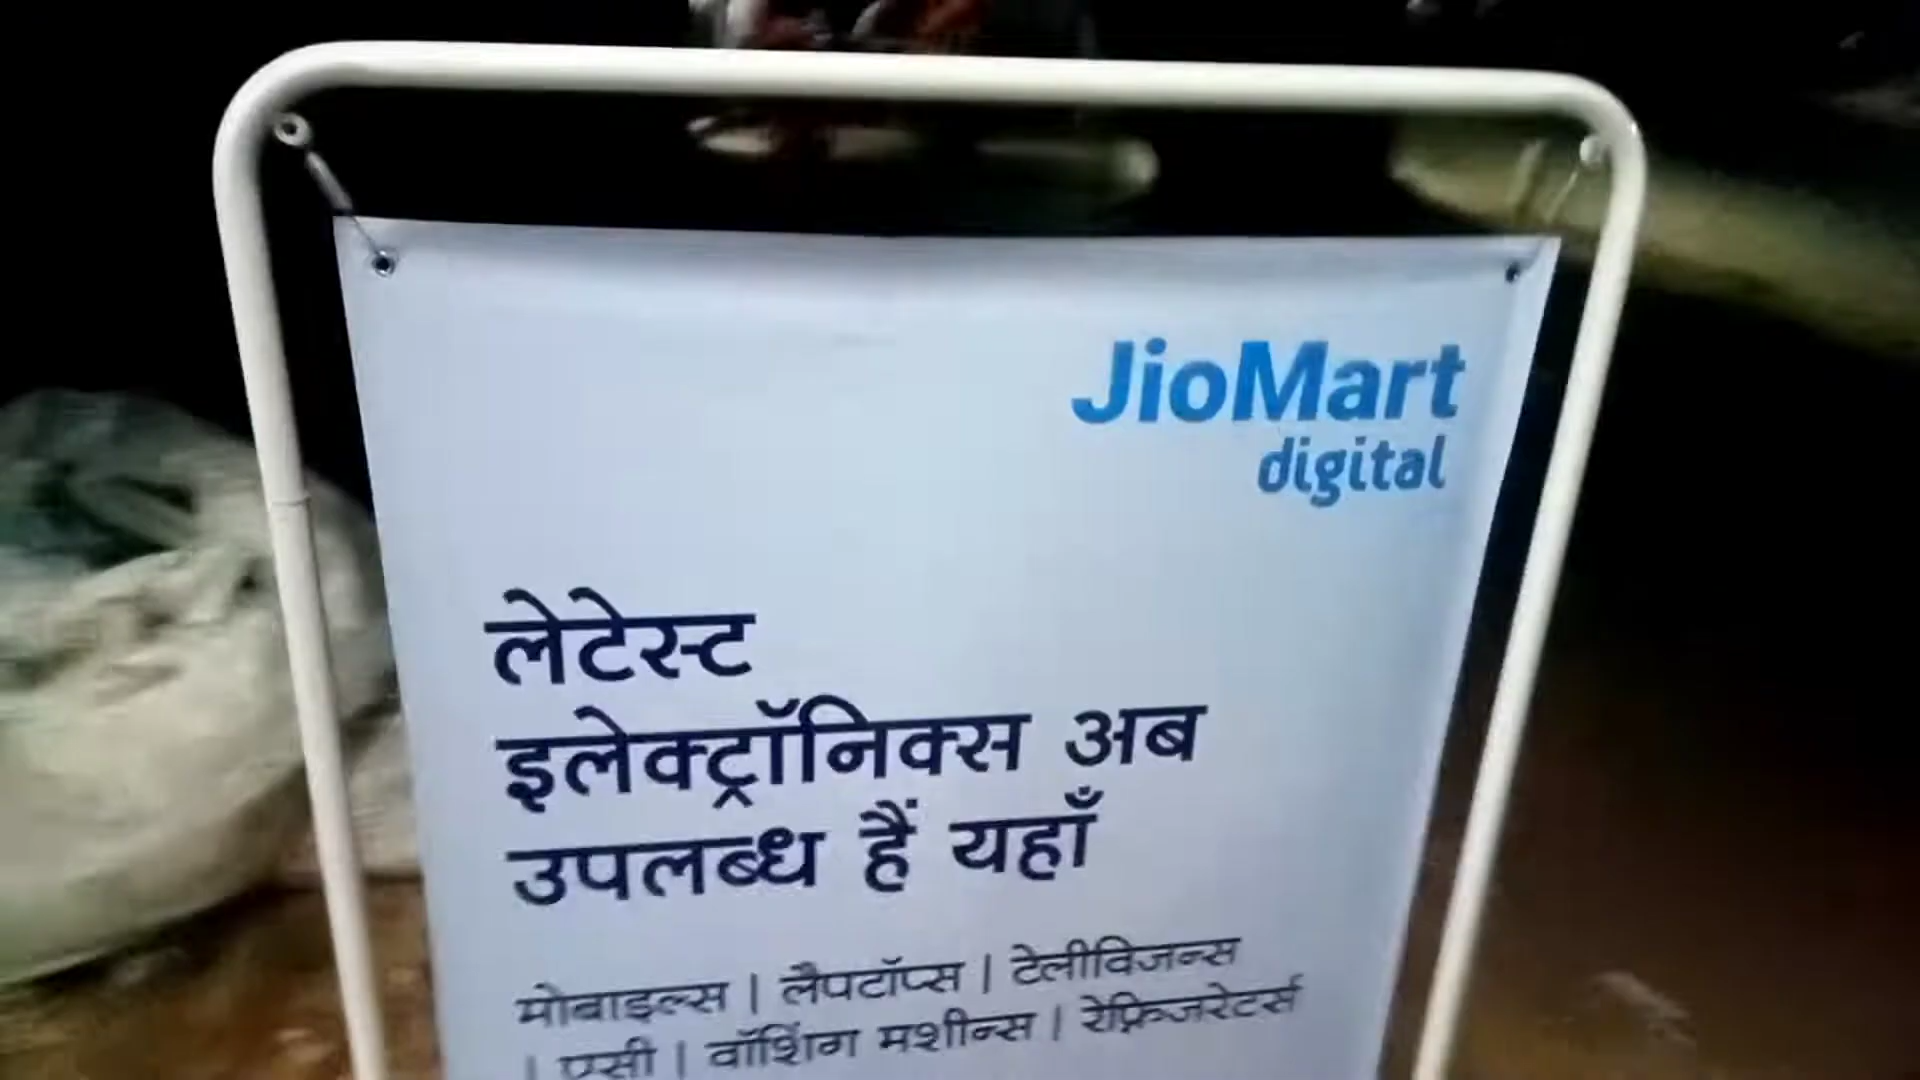 JioMart
digital
लेटेस्ट
इलेक्ट्रॉनिक्स अब
उपलब्ध हैं यहाँ
मोबाइल्स | लैपटॉप्स | टेलीविजन्स
| एसी | वॉशिंग मशीन्स | रेफ्रिजरेटर्स